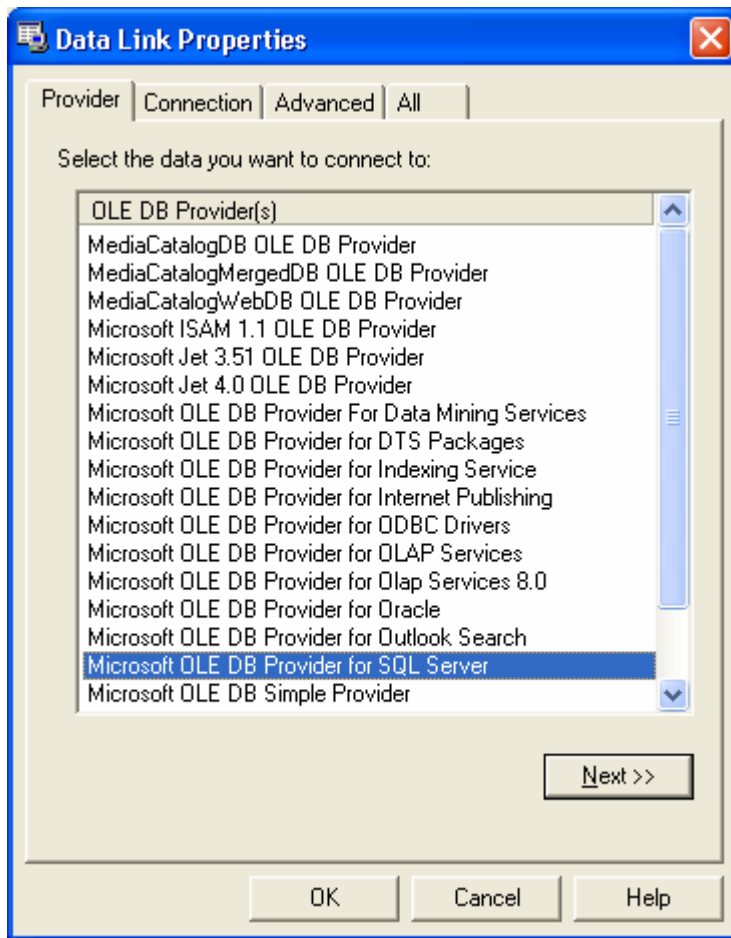 Data Link Properties
Provider Connection Advanced All
Select the data you want to connect to:
OLE DB Provider(s)
MediaCatalogDB OLE DB Provider
MediaCatalogMergedDB OLE DB Provider
MediaCatalogWebDB OLE DB Provider
Microsoft ISAM 1.1 OLE DB Provider
Microsoft Jet 3.51 OLE DB Provider
Microsoft Jet 4.0 OLE DB Provider
Microsoft OLE DB Provider For Data Mining Services
Microsoft OLE DB Provider for DTS Packages
Microsoft OLE DB Provider for Indexing Service
Microsoft OLE DB Provider for Internet Publishing
Microsoft OLE DB Provider for ODBC Drivers
Microsoft OLE DB Provider for OLAP Services
Microsoft OLE DB Provider for Olap Services 8.0
Microsoft OLE DB Provider for Oracle
Microsoft OLE DB Provider for Outlook Search
Microsoft OLE DB Provider for SQL Server
Microsoft OLE DB Simple Provider
Next >>
OK Cancel Help